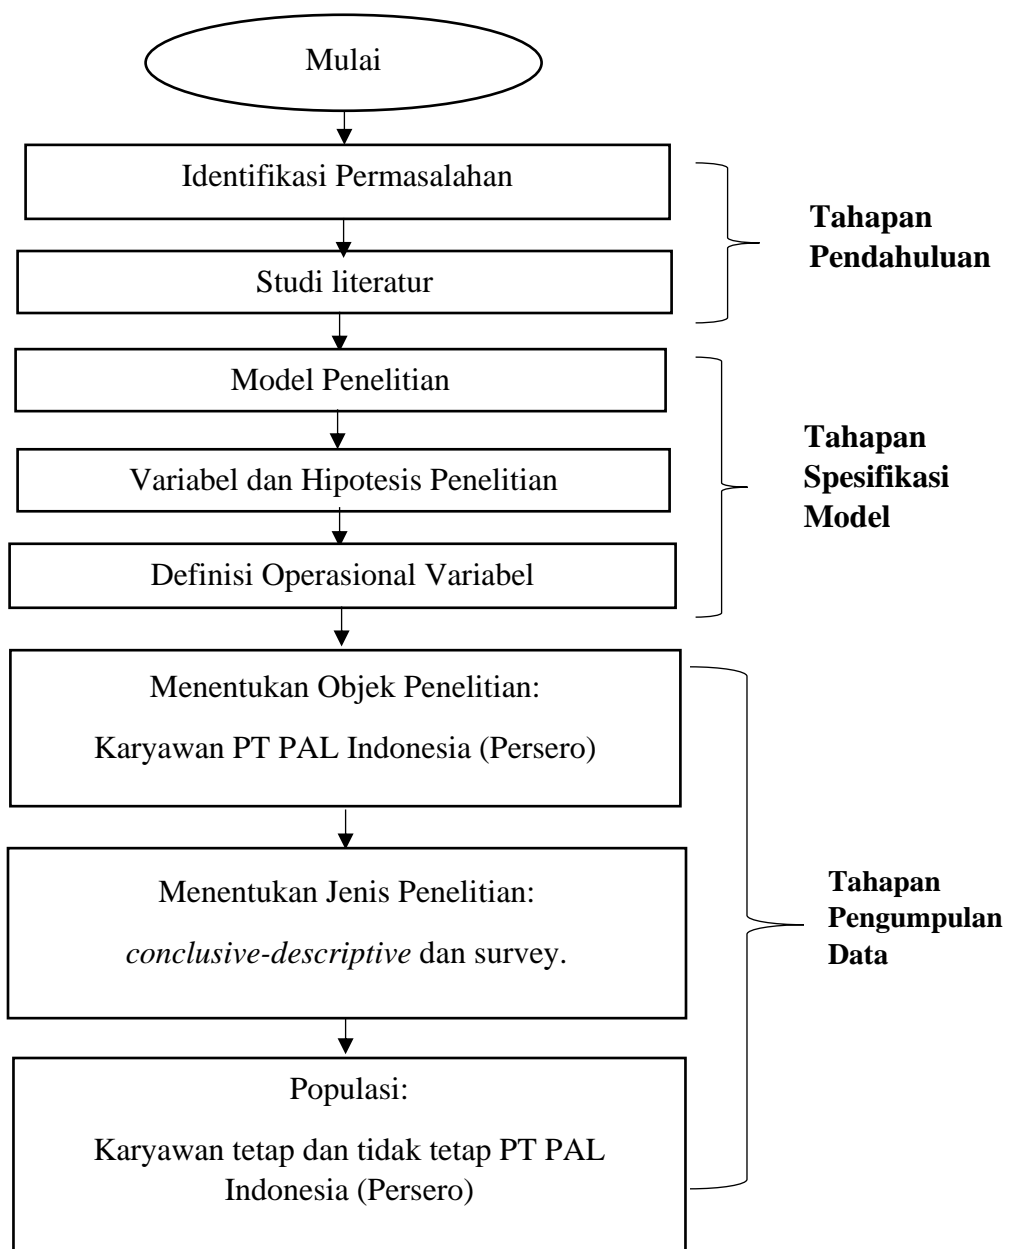 Mulai
Identifikasi Permasalahan
Studi literatur
Tahapan
Pendahuluan
Model Penelitian
Variabel dan Hipotesis Penelitian
Definisi Operasional Variabel
Tahapan
Spesifikasi
Model
Menentukan Objek Penelitian:
Karyawan PT PAL Indonesia (Persero)
Menentukan Jenis Penelitian:
conclusive-descriptive dan survey.
Populasi:
Karyawan tetap dan tidak tetap PT PAL
Indonesia (Persero)
Tahapan
Pengumpulan
Data